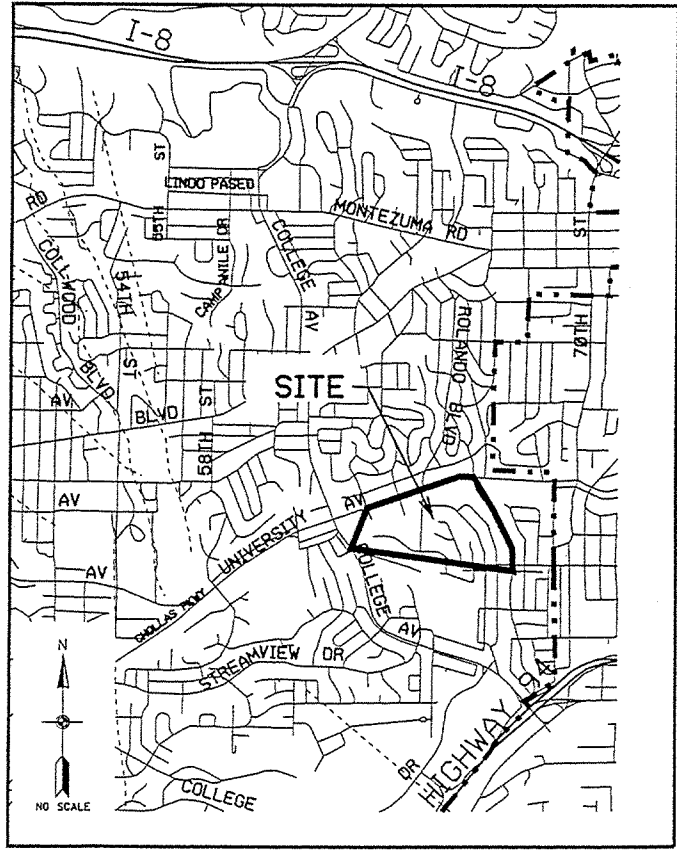 I-8
I-8
55TH
ST
LINDO PASEO
RD
MONTEZUMA RD
ST
COLLWOOD
BLVD
54TH
ST
CAMPANILE DR
COLLEGE
AV
ROLANDO BLVD
70TH
SITE
AV
BLVD
58TH
ST
AV
AV
UNIVERSITY
AV
COLLEGE
AV
CHOLLAS PKWY
STREAMVIEW DR
94
HIGHWAY
DR
COLLEGE
N
NO SCALE